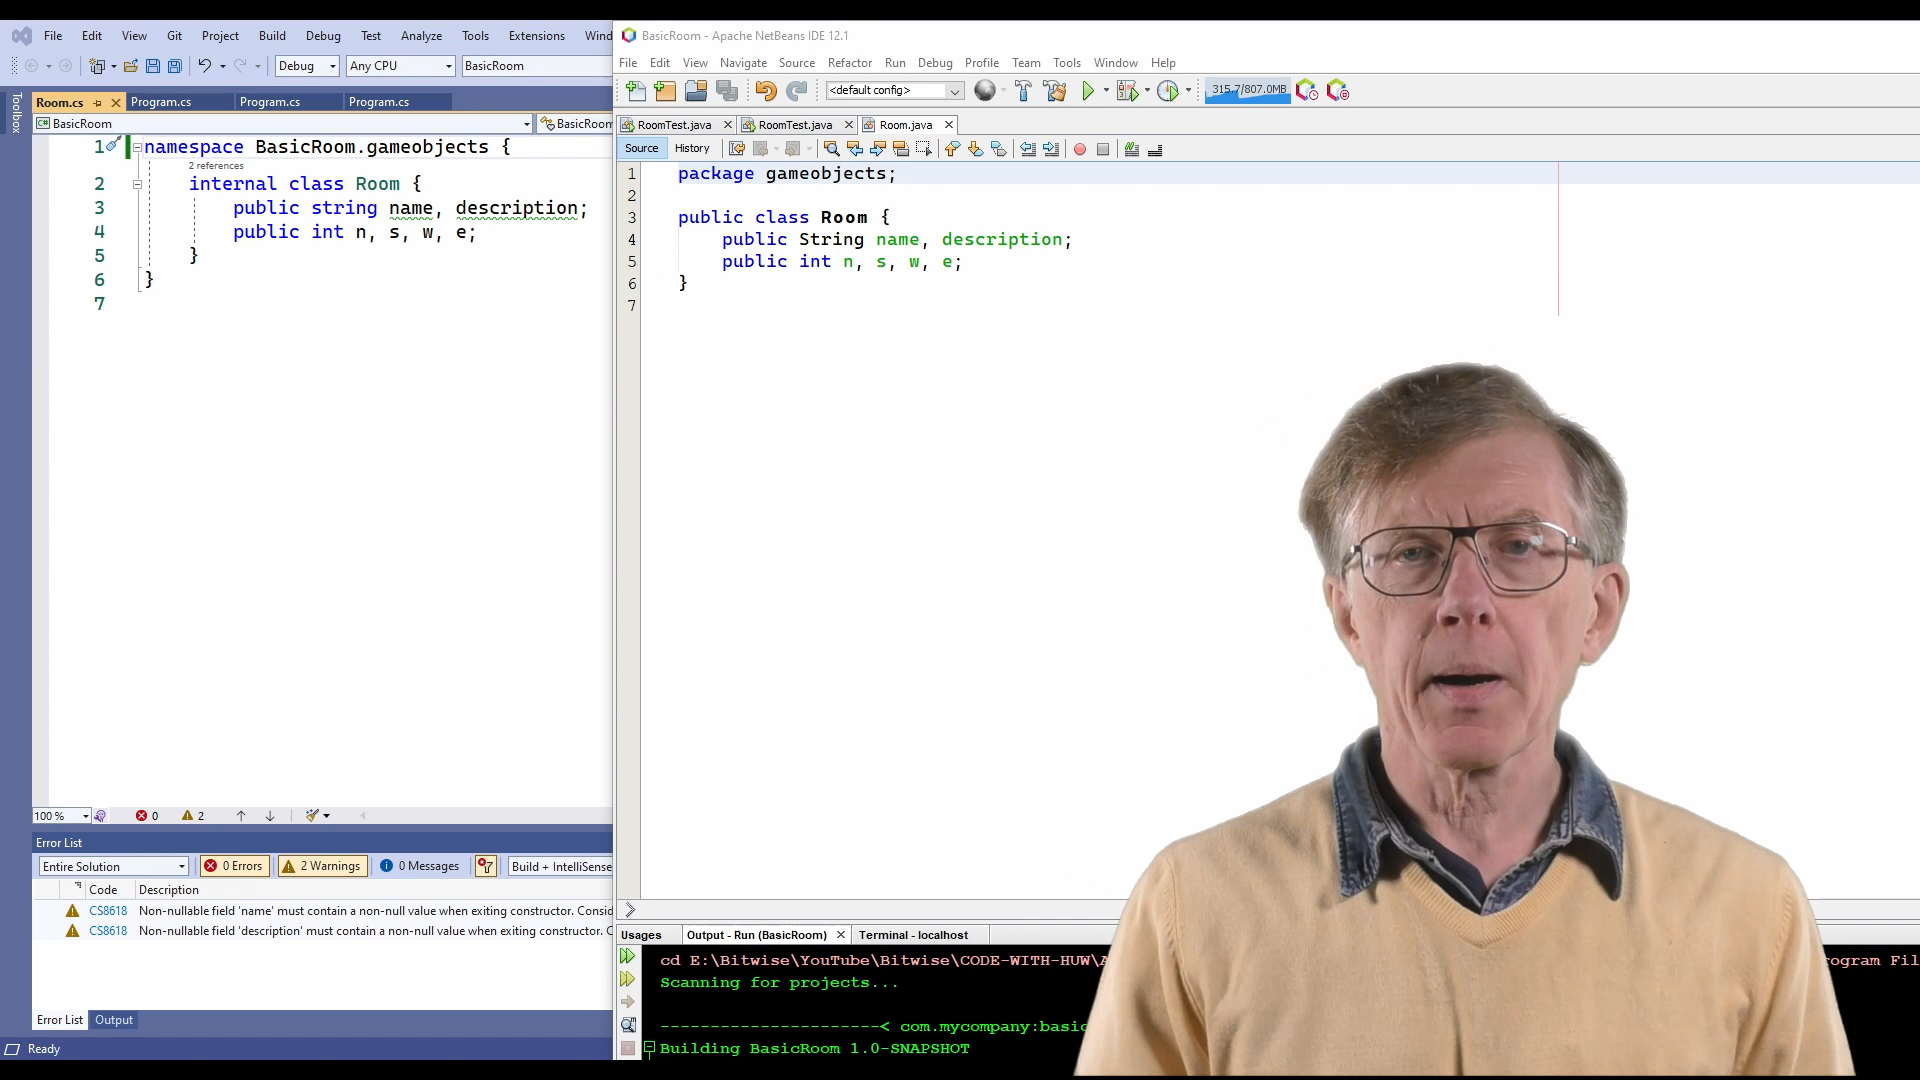 File Edit View Git Project Build Debug Test Analyze Tools Extensions Wind
Debug Any CPU BasicRoom
Toolbox
Room.cs Program.cs Program.cs Program.cs
C# BasicRoom BasicRoom
1 namespace BasicRoom.gameobjects {
2 references
2 internal class Room {
3 public string name, description;
4 public int n, s, w, e;
5 }
6 }
7
100 % 0 2
Error List
Entire Solution 0 Errors 2 Warnings 0 Messages Build + IntelliSense
Code Description
CS8618 Non-nullable field 'name' must contain a non-null value when exiting constructor. Consid
CS8618 Non-nullable field 'description' must contain a non-null value when exiting constructor. C
Error List Output
Ready
BasicRoom - Apache NetBeans IDE 12.1
File Edit View Navigate Source Refactor Run Debug Profile Team Tools Window Help
<default config> 315.7/807.0MB
RoomTest.java RoomTest.java Room.java
Source History
1 package gameobjects;
2
3 public class Room {
4 public String name, description;
5 public int n, s, w, e;
6 }
7
Usages Output - Run (BasicRoom) Terminal - localhost
cd E:\Bitwise\YouTube\Bitwise\CODE-WITH-HUW\A rogram Fil
Scanning for projects...
----------------------< com.mycompany:basic
Building BasicRoom 1.0-SNAPSHOT